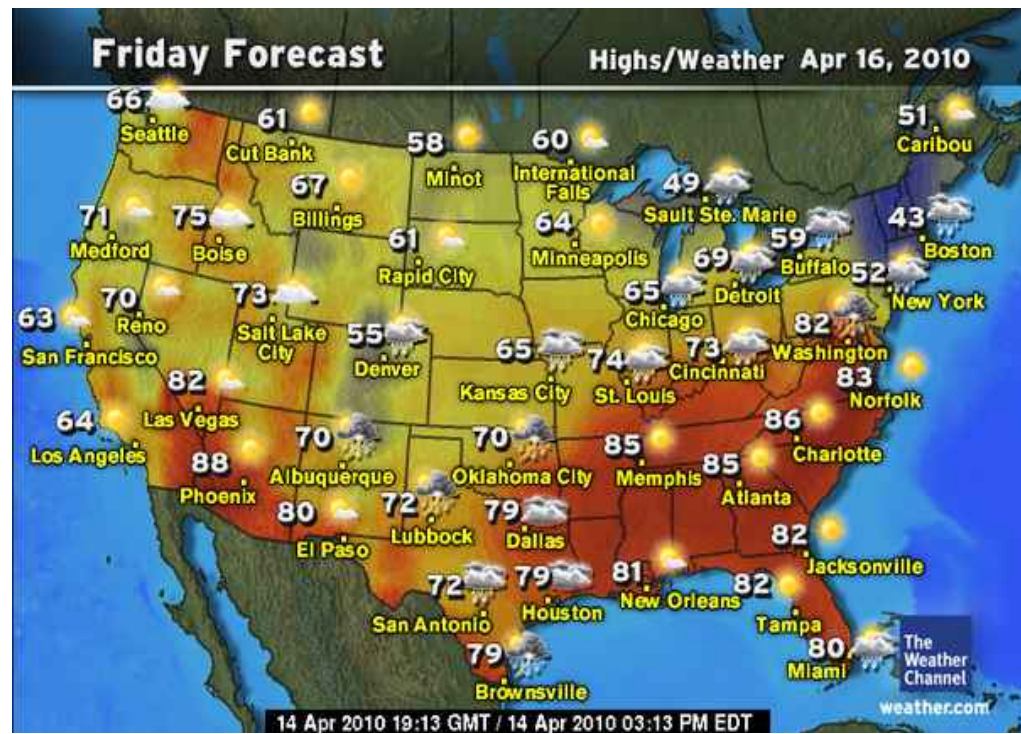 Friday Forecast
Highs/Weather Apr 16, 2010
66
Seattle
61
Cut Bank
58
Minot
60
International
Falls
51
Caribou
67
Billings
49
Sault Ste. Marie
71
Medford
75
Boise
61
Rapid City
64
Minneapolis
59
Buffalo
43
Boston
69
Detroit
52
New York
63
San Francisco
70
Reno
73
Salt Lake
City
55
Denver
65
Kansas City
65
Chicago
74
St. Louis
73
Cincinnati
82
Washington
83
Norfolk
64
Los Angeles
82
Las Vegas
88
Phoenix
70
Albuquerque
70
Oklahoma City
85
Memphis
86
Charlotte
85
Atlanta
80
El Paso
72
Lubbock
79
Dallas
82
Jacksonville
72
San Antonio
79
Houston
81
New Orleans
82
Tampa
79
Brownsville
80
Miami
The
Weather
Channel
weather.com
14 Apr 2010 19:13 GMT / 14 Apr 2010 03:13 PM EDT